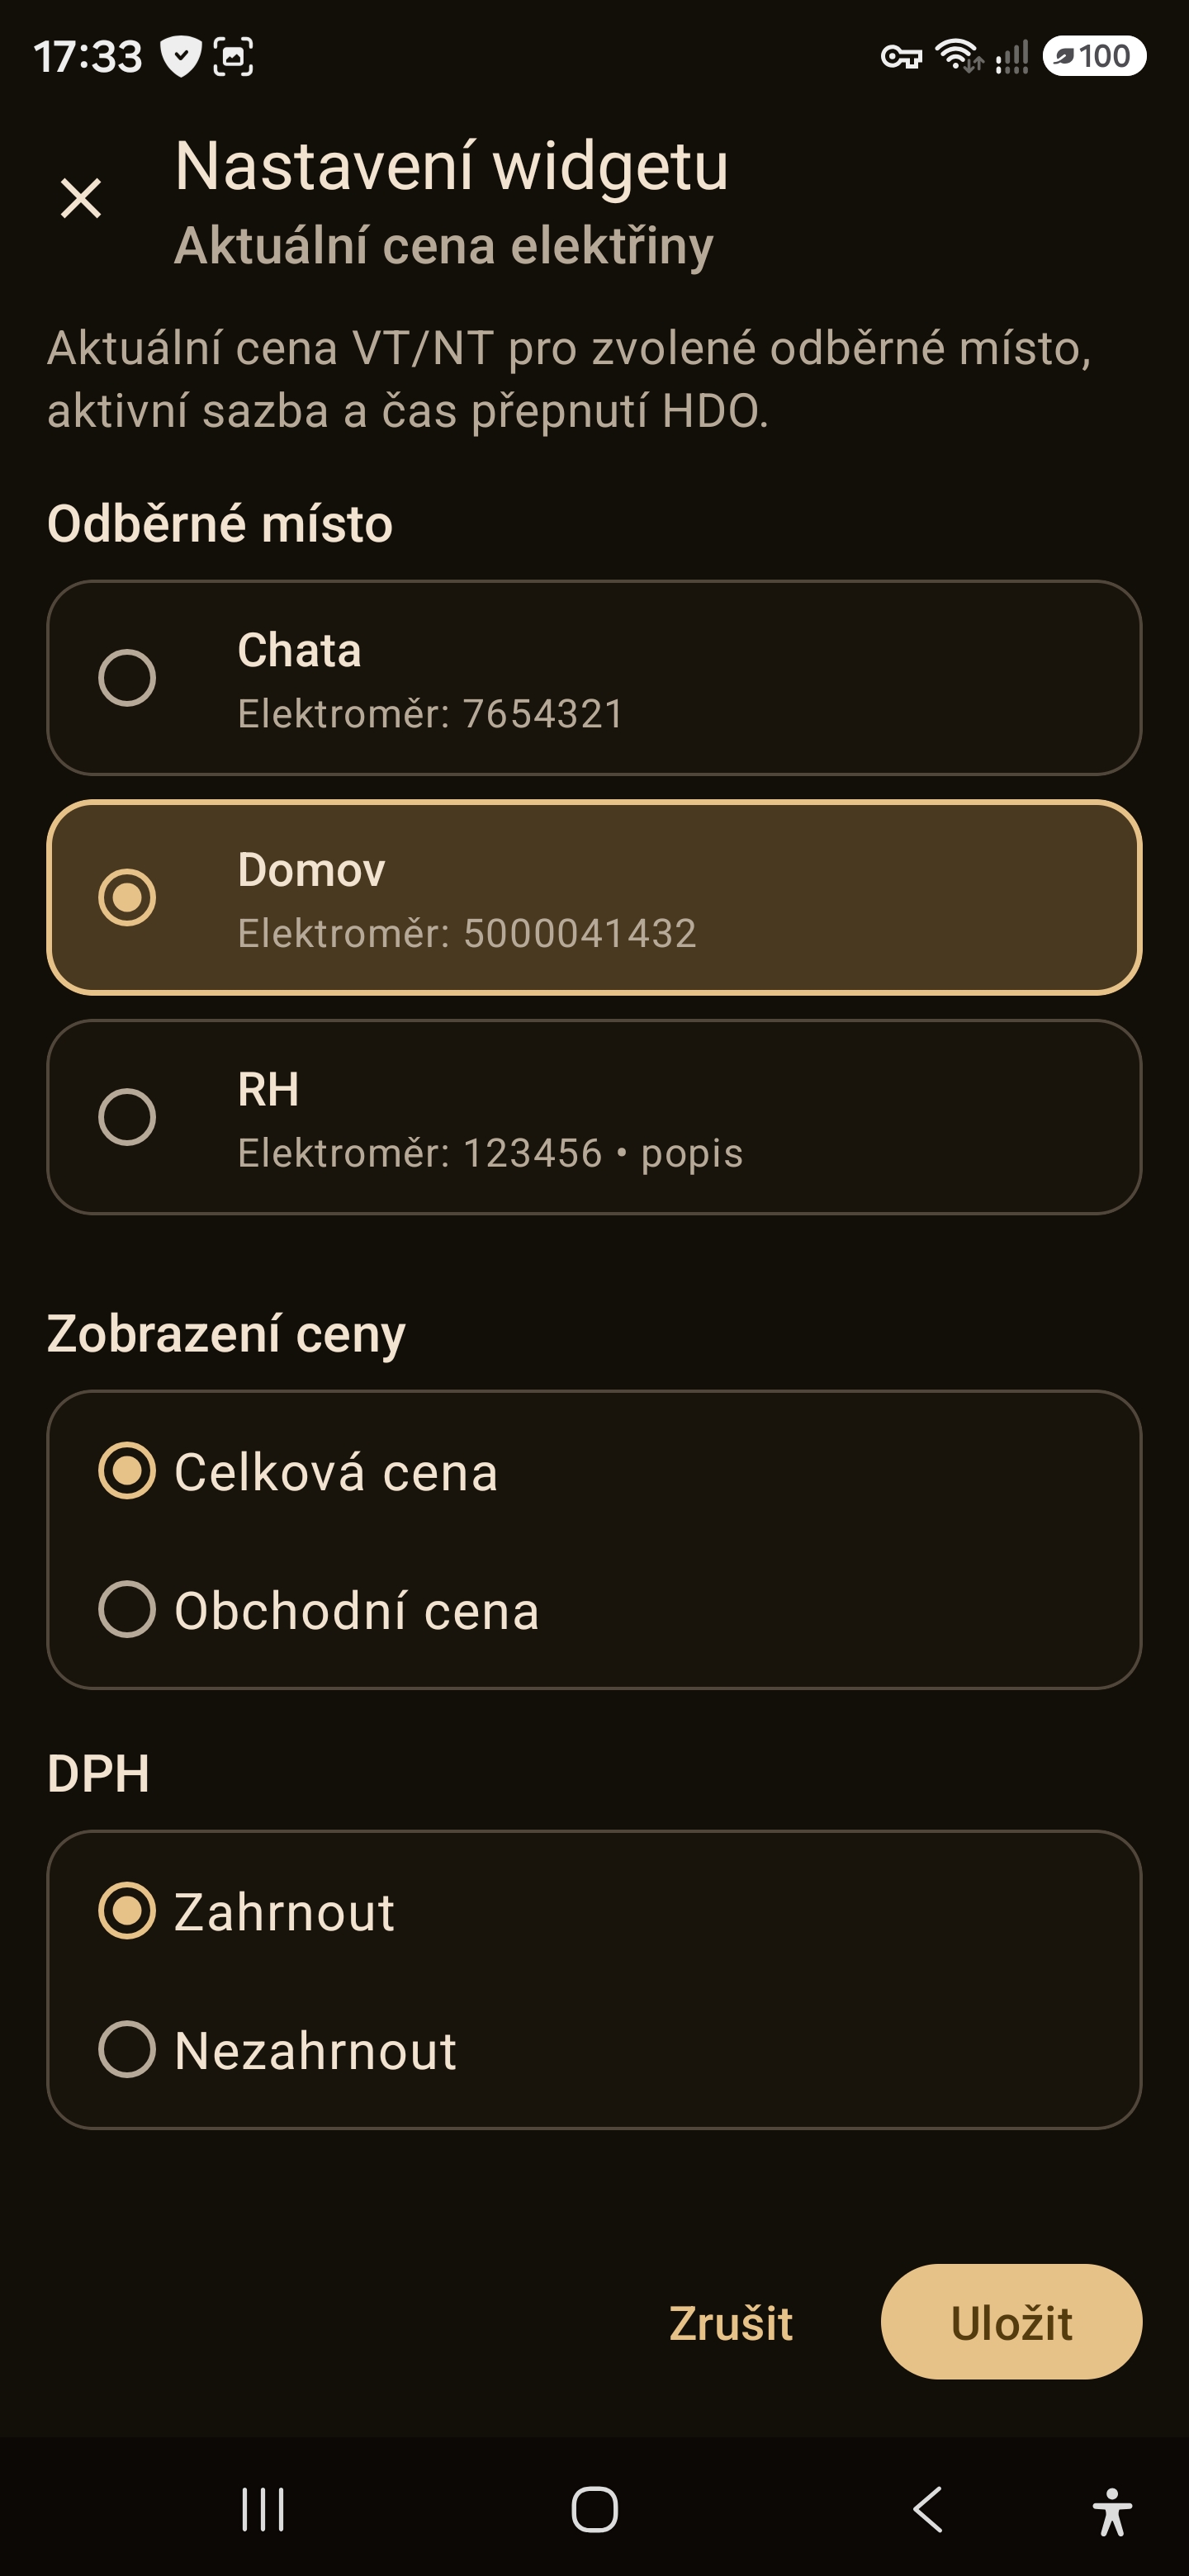 17:33
100
Nastavení widgetu
Aktuální cena elektřiny
Aktuální cena VT/NT pro zvolené odběrné místo,
aktivní sazba a čas přepnutí HDO.
Odběrné místo
Chata
Elektroměr: 7654321
Domov
Elektroměr: 5000041432
RH
Elektroměr: 123456 • popis
Zobrazení ceny
Celková cena
Obchodní cena
DPH
Zahrnout
Nezahrnout
Zrušit
Uložit